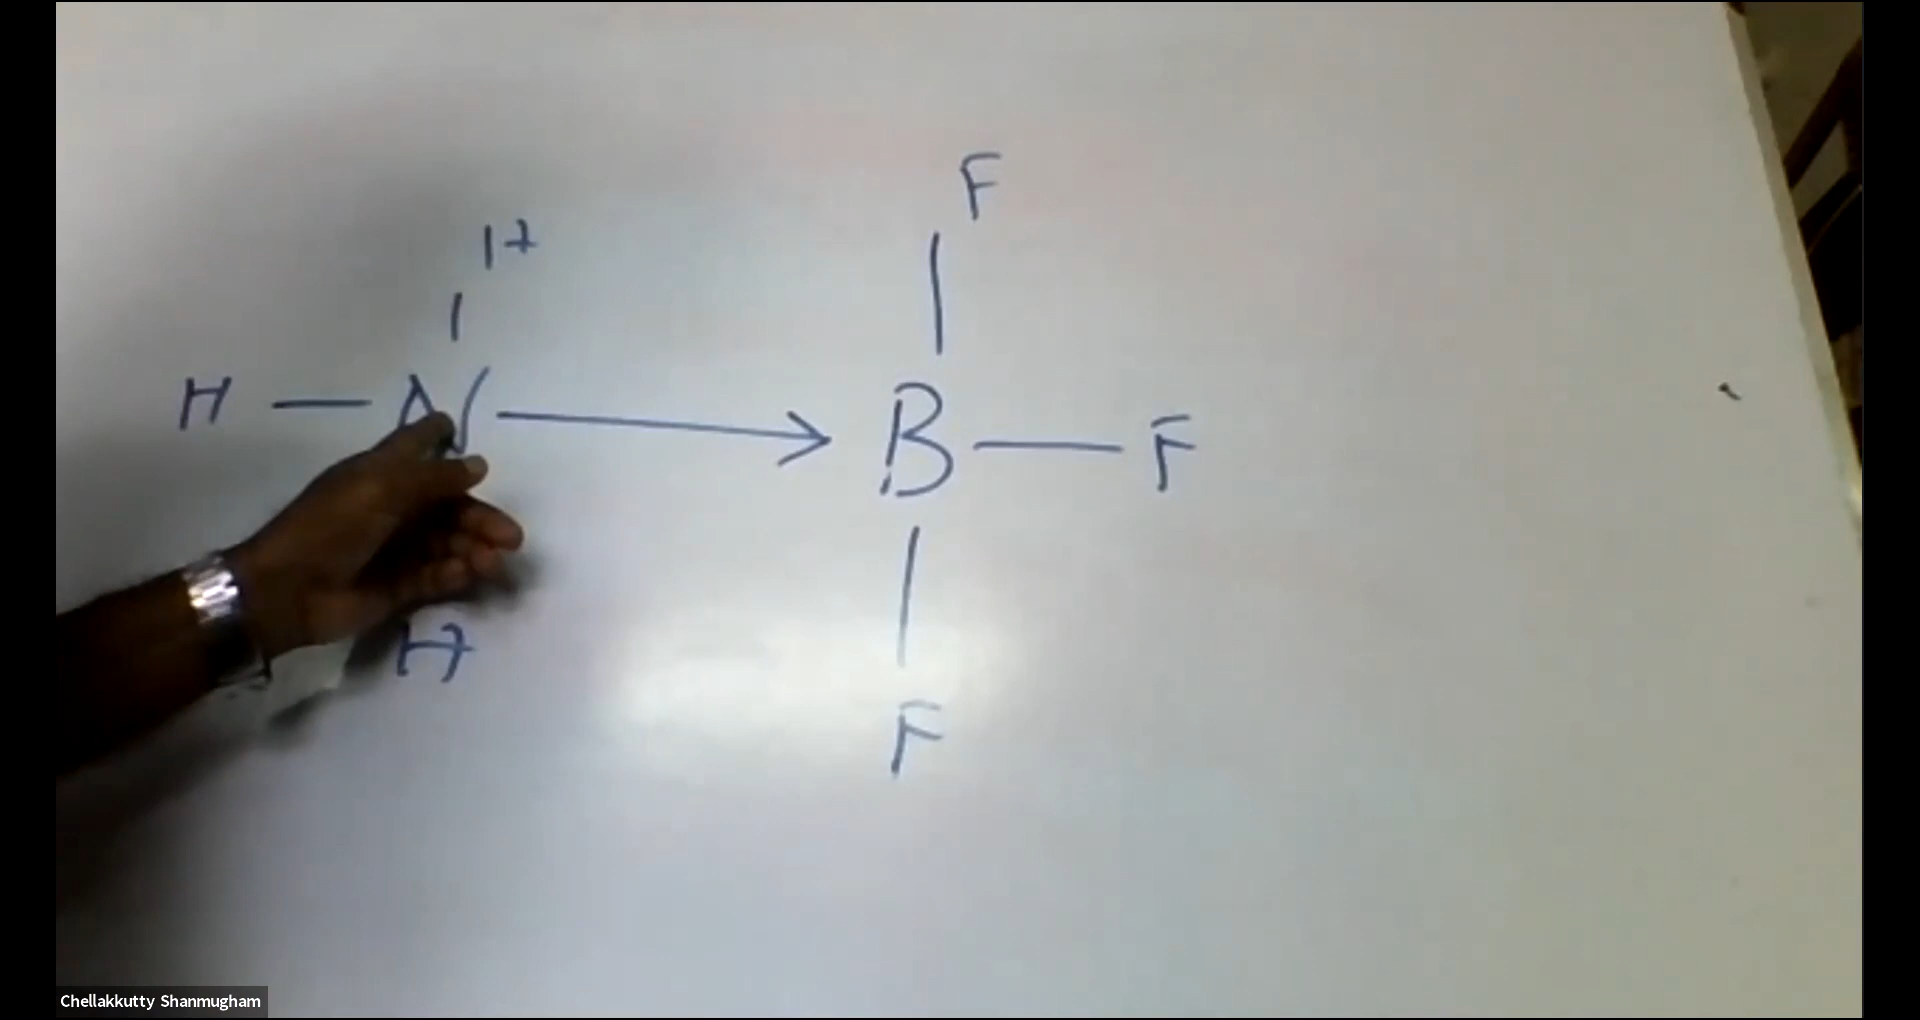 F
H
H — N → B — F
H
F
Chellakkutty Shanmugham